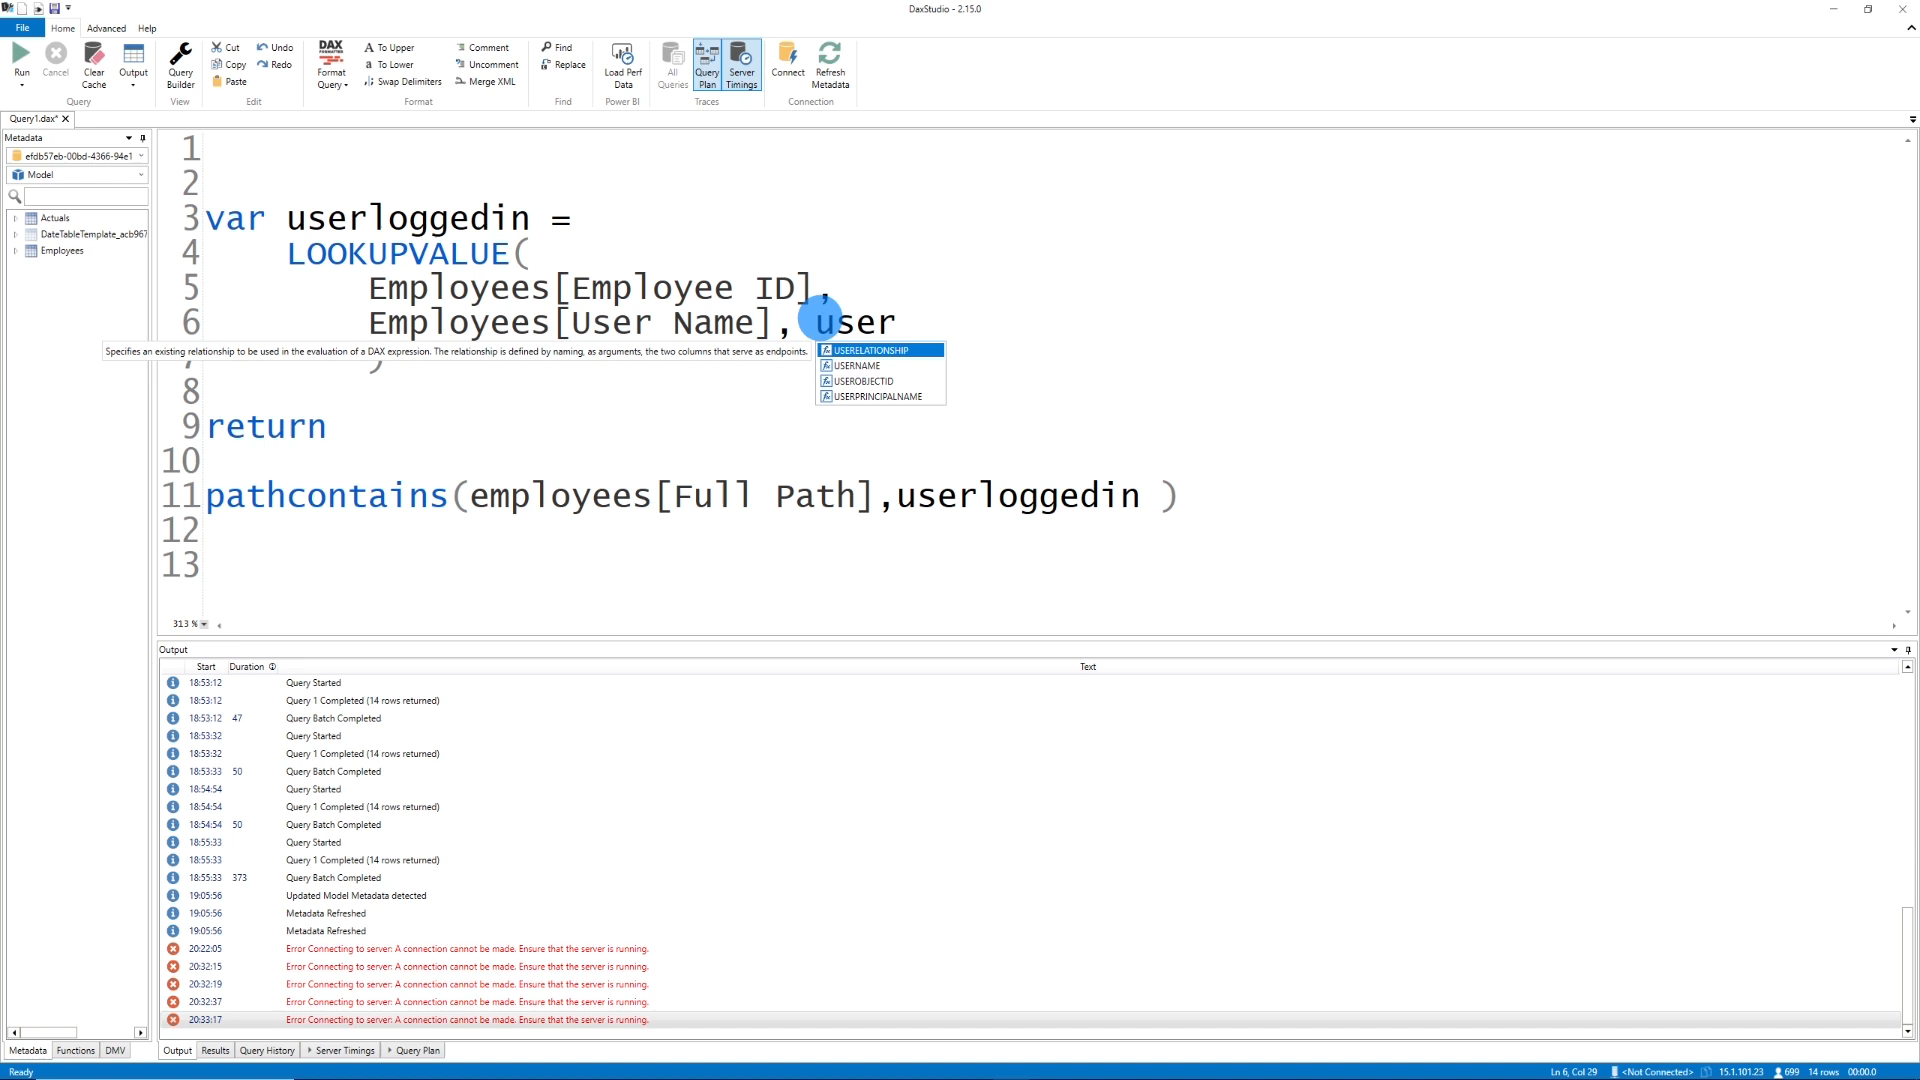 DaxStudio - 2.15.0
File Home Advanced Help
Run Cancel Clear Cache Output
Query
Query Builder
View
Cut Copy Paste Undo Redo
Edit
DAX FORMATTER
Format Query
To Upper To Lower Swap Delimiters
Comment Uncomment Merge XML
Format
Find Replace
Find
Load Perf Data
Power BI
All Queries Query Plan Server Timings
Traces
Connect Refresh Metadata
Connection
Query1.dax*
Metadata
efdb57eb-00bd-4366-94e1
Model
Actuals
DateTableTemplate_acb967
Employees
1
2
3 var userloggedin =
4 LOOKUPVALUE(
5 Employees[Employee ID],
6 Employees[User Name], user
7 )
Specifies an existing relationship to be used in the evaluation of a DAX expression. The relationship is defined by naming, as arguments, the two columns that serve as endpoints.
USERELATIONSHIP
USERNAME
USEROBJECTID
USERPRINCIPALNAME
8
9 return
10
11 pathcontains(employees[Full Path],userloggedin )
12
13
313 %
Output
Start Duration Text
18:53:12 Query Started
18:53:12 Query 1 Completed (14 rows returned)
18:53:12 47 Query Batch Completed
18:53:32 Query Started
18:53:32 Query 1 Completed (14 rows returned)
18:53:33 50 Query Batch Completed
18:54:54 Query Started
18:54:54 Query 1 Completed (14 rows returned)
18:54:54 50 Query Batch Completed
18:55:33 Query Started
18:55:33 Query 1 Completed (14 rows returned)
18:55:33 373 Query Batch Completed
19:05:56 Updated Model Metadata detected
19:05:56 Metadata Refreshed
19:05:56 Metadata Refreshed
20:22:05 Error Connecting to server: A connection cannot be made. Ensure that the server is running.
20:32:15 Error Connecting to server: A connection cannot be made. Ensure that the server is running.
20:32:19 Error Connecting to server: A connection cannot be made. Ensure that the server is running.
20:32:37 Error Connecting to server: A connection cannot be made. Ensure that the server is running.
20:33:17 Error Connecting to server: A connection cannot be made. Ensure that the server is running.
Metadata Functions DMV Output Results Query History Server Timings Query Plan
Ready Ln 6, Col 29 <Not Connected> 15.1.101.23 699 14 rows 00:00.0